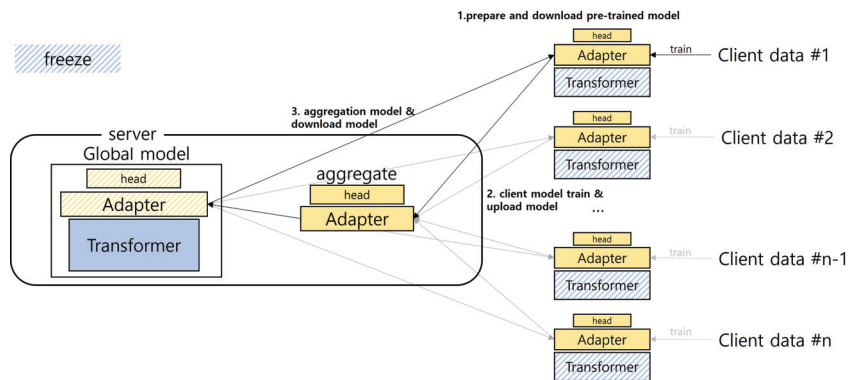 1.prepare and download pre-trained model
head
Adapter
Transformer
train
Client data #1
freeze
3. aggregation model &
download model
server
Global model
head
Adapter
Transformer
aggregate
head
Adapter
head
Adapter
Transformer
train
Client data #2
2. client model train &
upload model
...
head
Adapter
Transformer
train
Client data #n-1
head
Adapter
Transformer
train
Client data #n